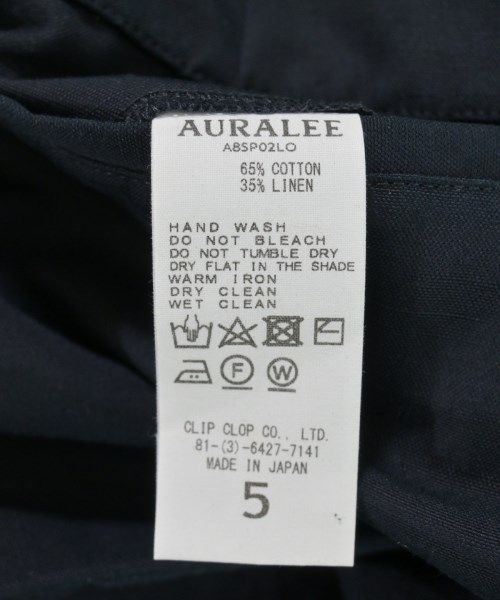 AURALEE
A8SP02LO
65% COTTON
35% LINEN
HAND WASH
DO NOT BLEACH
DO NOT TUMBLE DRY
DRY FLAT IN THE SHADE
WARM IRON
DRY CLEAN
WET CLEAN
F W
CLIP CLOP CO., LTD.
81-(3)-6427-7141
MADE IN JAPAN
5